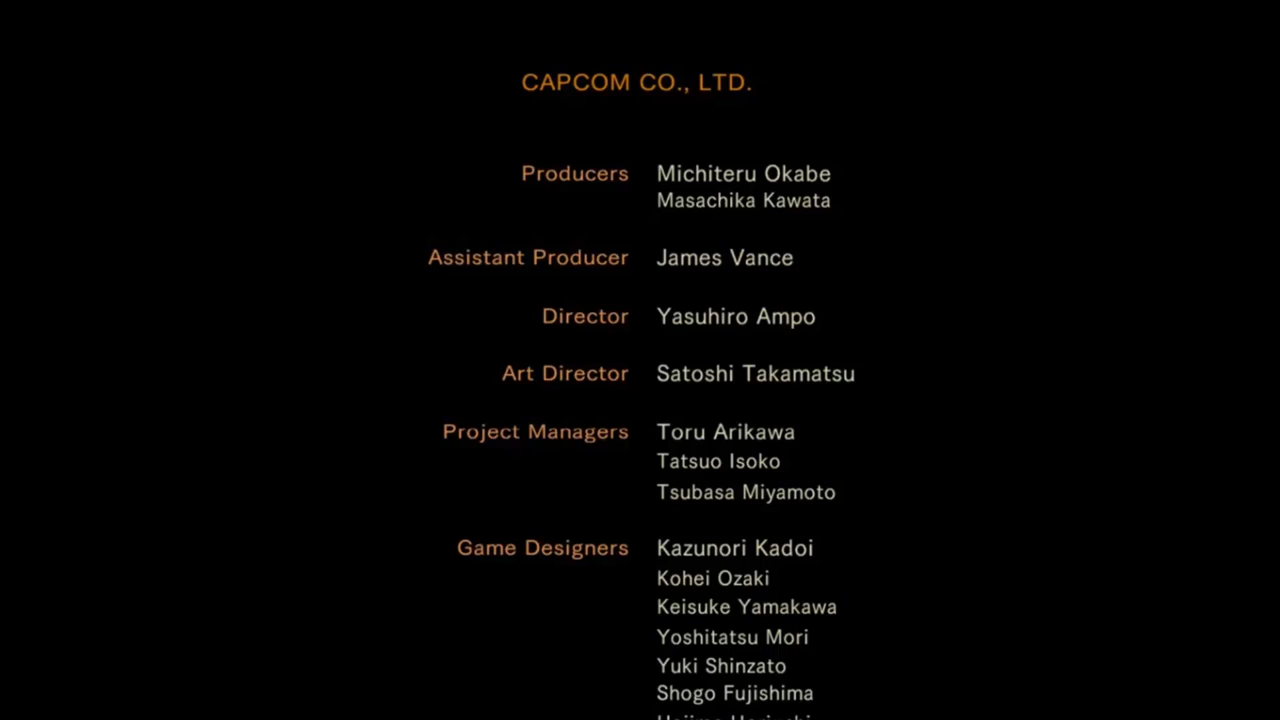 CAPCOM CO., LTD.
Producers Michiteru Okabe
Masachika Kawata
Assistant Producer James Vance
Director Yasuhiro Ampo
Art Director Satoshi Takamatsu
Project Managers Toru Arikawa
Tatsuo Isoko
Tsubasa Miyamoto
Game Designers Kazunori Kadoi
Kohei Ozaki
Keisuke Yamakawa
Yoshitatsu Mori
Yuki Shinzato
Shogo Fujishima